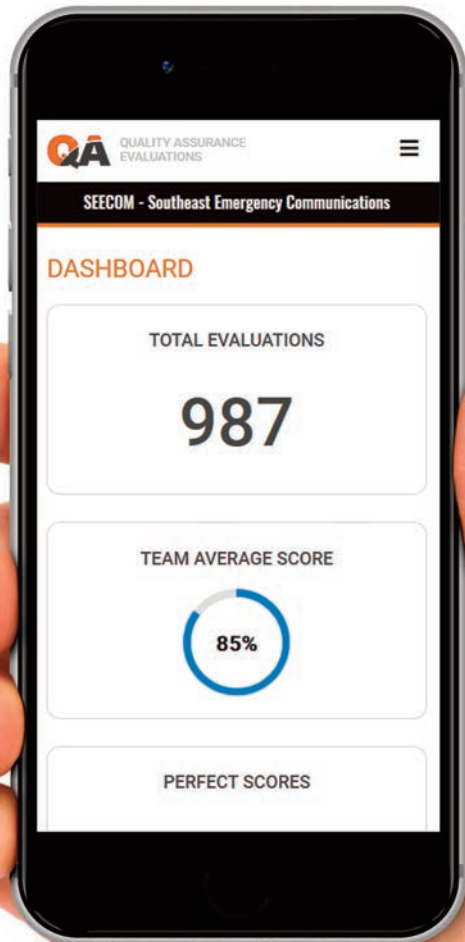 QA QUALITY ASSURANCE
EVALUATIONS
SEECOM - Southeast Emergency Communications
DASHBOARD
TOTAL EVALUATIONS
987
TEAM AVERAGE SCORE
85%
PERFECT SCORES